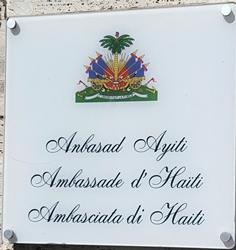 Anbasad Ayiti
Ambassade d'Haïti
Ambasciata di Haiti